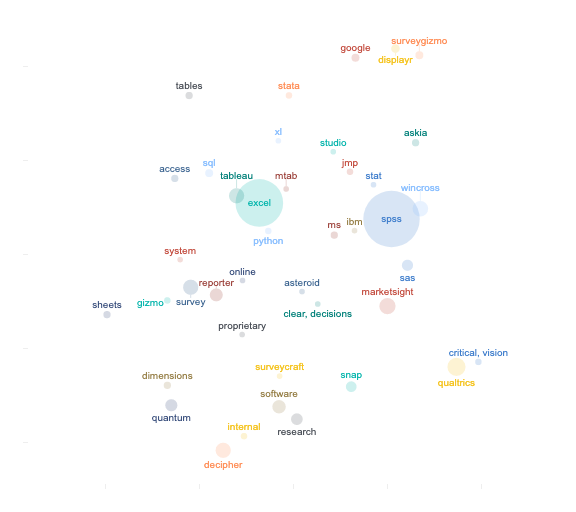 surveygizmo
google
displayr
tables
stata
xl
askia
studio
sql
access
jmp
tableau
mtab
stat
wincross
excel
spss
ms
ibm
python
system
online
sas
reporter
asteroid
marketsight
gizmo
survey
sheets
clear, decisions
proprietary
critical, vision
surveycraft
dimensions
snap
qualtrics
software
quantum
internal
research
decipher